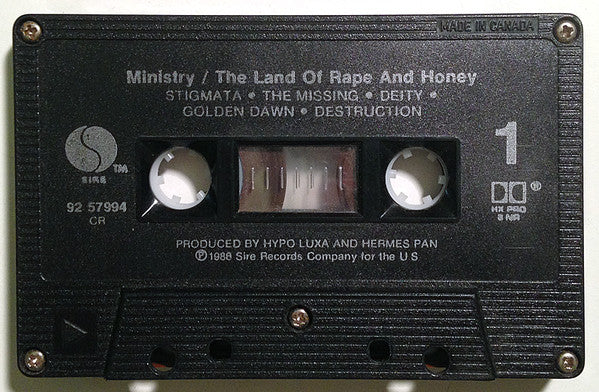 MADE IN CANADA
Ministry / The Land Of Rape And Honey
STIGMATA • THE MISSING • DEITY •
GOLDEN DAWN • DESTRUCTION
S
TM
SIRE
1
92 57994
CR
®
HX PRO
B NR
PRODUCED BY HYPO LUXA AND HERMES PAN
Ⓟ1988 Sire Records Company for the U S